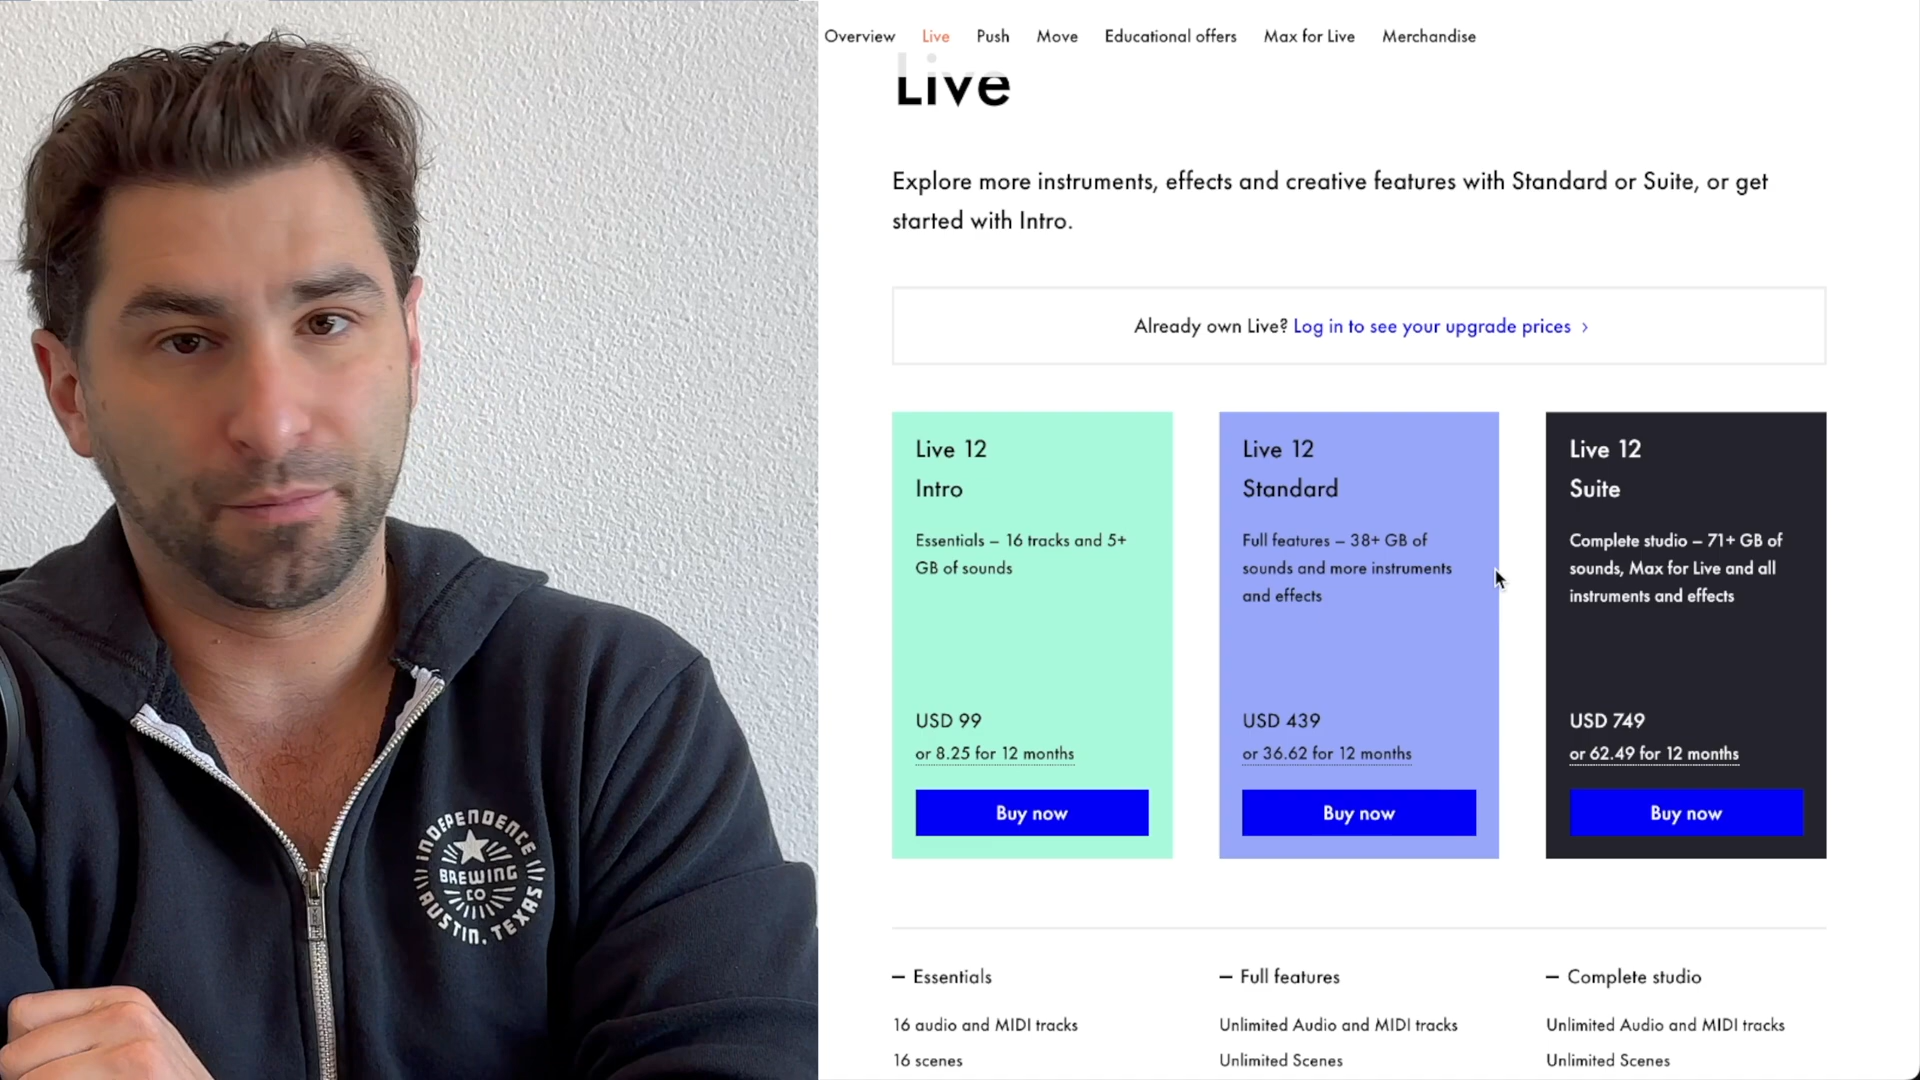 Overview Live Push Move Educational offers Max for Live Merchandise
Live
Explore more instruments, effects and creative features with Standard or Suite, or get
started with Intro.
Already own Live? Log in to see your upgrade prices ›
Live 12
Intro
Essentials – 16 tracks and 5+
GB of sounds
USD 99
or 8.25 for 12 months
Buy now
Live 12
Standard
Full features – 38+ GB of
sounds and more instruments
and effects
USD 439
or 36.62 for 12 months
Buy now
Live 12
Suite
Complete studio – 71+ GB of
sounds, Max for Live and all
instruments and effects
USD 749
or 62.49 for 12 months
Buy now
– Essentials
16 audio and MIDI tracks
16 scenes
– Full features
Unlimited Audio and MIDI tracks
Unlimited Scenes
– Complete studio
Unlimited Audio and MIDI tracks
Unlimited Scenes
INDEPENDENCE
BREWING
CO
AUSTIN, TEXAS